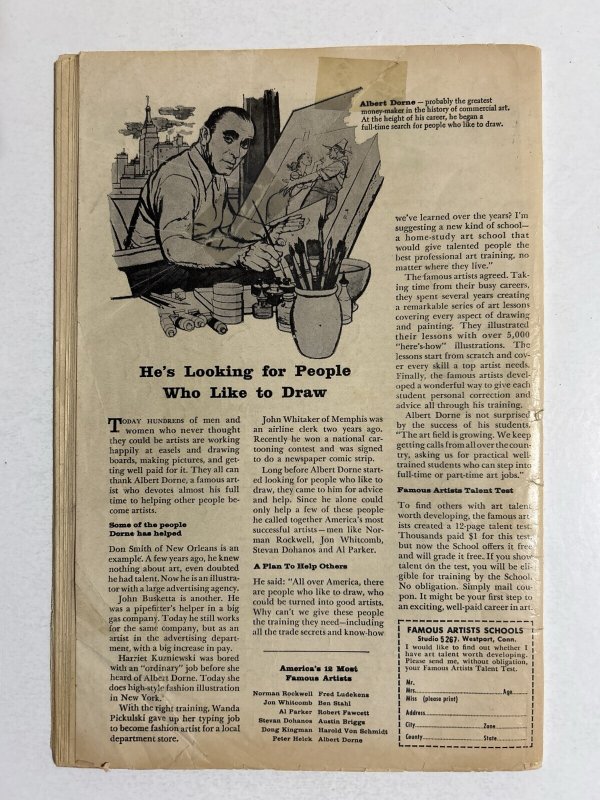 Albert Dorne — probably the greatest
money-maker in the history of commercial art.
At the height of his career, he began a
full-time search for people who like to draw.
He's Looking for People
Who Like to Draw
TODAY HUNDREDS of men and
women who never thought
they could be artists are working
happily at easels and drawing
boards, making pictures, and get-
ting well paid for it. They all can
thank Albert Dorne, a famous art-
ist who devotes almost his full
time to helping other people be-
come artists.
Some of the people
Dorne has helped
Don Smith of New Orleans is an
example. A few years ago, he knew
nothing about art, even doubted
he had talent. Now he is an illustra-
tor with a large advertising agency.
John Busketta is another. He
was a pipefitter's helper in a big
gas company. Today he still works
for the same company, but as an
artist in the advertising depart-
ment, with a big increase in pay.
Harriet Kuzniewski was bored
with an "ordinary" job before she
heard of Albert Dorne. Today she
does high-style fashion illustration
in New York.
With the right training, Wanda
Pickulski gave up her typing job
to become fashion artist for a local
department store.
John Whitaker of Memphis was
an airline clerk two years ago.
Recently he won a national car-
tooning contest and was signed
to do a newspaper comic strip.
Long before Albert Dorne start-
ed looking for people who like to
draw, they came to him for advice
and help. Since he alone could
only help a few of these people
he called together America's most
successful artists — men like Nor-
man Rockwell, Jon Whitcomb,
Stevan Dohanos and Al Parker.
A Plan To Help Others
He said: "All over America, there
are people who like to draw, who
could be turned into good artists.
Why can't we give these people
the training they need—including
all the trade secrets and know-how
America's 12 Most
Famous Artists
Norman Rockwell Fred Ludekens
Jon Whitcomb Ben Stahl
Al Parker Robert Fawcett
Stevan Dohanos Austin Briggs
Doug Kingman Harold Von Schmidt
Peter Helck Albert Dorne
we've learned over the years? I'm
suggesting a new kind of school—
a home-study art school that
would give talented people the
best professional art training, no
matter where they live."
The famous artists agreed. Tak-
ing time from their busy careers,
they spent several years creating
a remarkable series of art lessons
covering every aspect of drawing
and painting. They illustrated
their lessons with over 5,000
"here's-how" illustrations. The
lessons start from scratch and cov-
er every skill a top artist needs.
Finally, the famous artists devel-
oped a wonderful way to give each
student personal correction and
advice all through his training.
Albert Dorne is not surprised
by the success of his students.
"The art field is growing. We keep
getting calls from all over the coun-
try, asking us for practical well-
trained students who can step into
full-time or part-time art jobs."
Famous Artists Talent Test
To find others with art talent
worth developing, the famous art-
ists created a 12-page talent test.
Thousands paid $1 for this test,
but now the School offers it free
and will grade it free. If you show
talent on the test, you will be eli-
gible for training by the School.
No obligation. Simply mail cou-
pon. It might be your first step to
an exciting, well-paid career in art.
FAMOUS ARTISTS SCHOOLS
Studio 5267, Westport, Conn.
I would like to find out whether I
have art talent worth developing.
Please send me, without obligation,
your Famous Artists Talent Test.
Mr.
Mrs. Age
Miss (please print)
Address
City Zone
County State